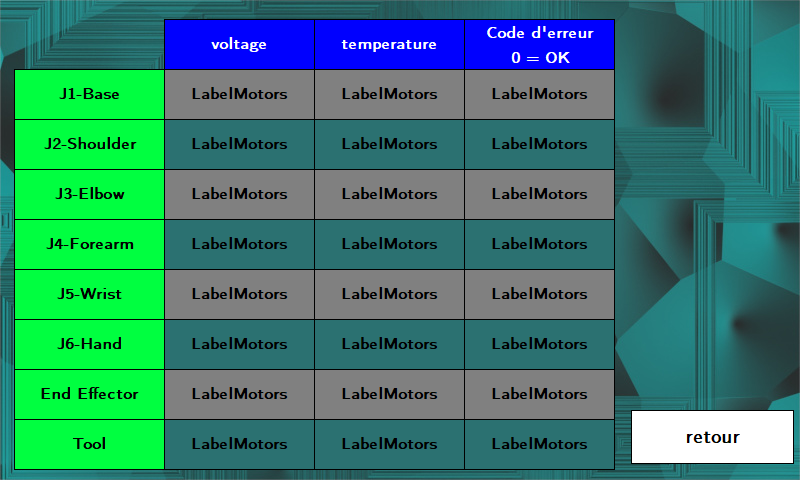 voltage temperature Code d'erreur
0 = OK
J1-Base LabelMotors LabelMotors LabelMotors
J2-Shoulder LabelMotors LabelMotors LabelMotors
J3-Elbow LabelMotors LabelMotors LabelMotors
J4-Forearm LabelMotors LabelMotors LabelMotors
J5-Wrist LabelMotors LabelMotors LabelMotors
J6-Hand LabelMotors LabelMotors LabelMotors
End Effector LabelMotors LabelMotors LabelMotors
Tool LabelMotors LabelMotors LabelMotors
retour